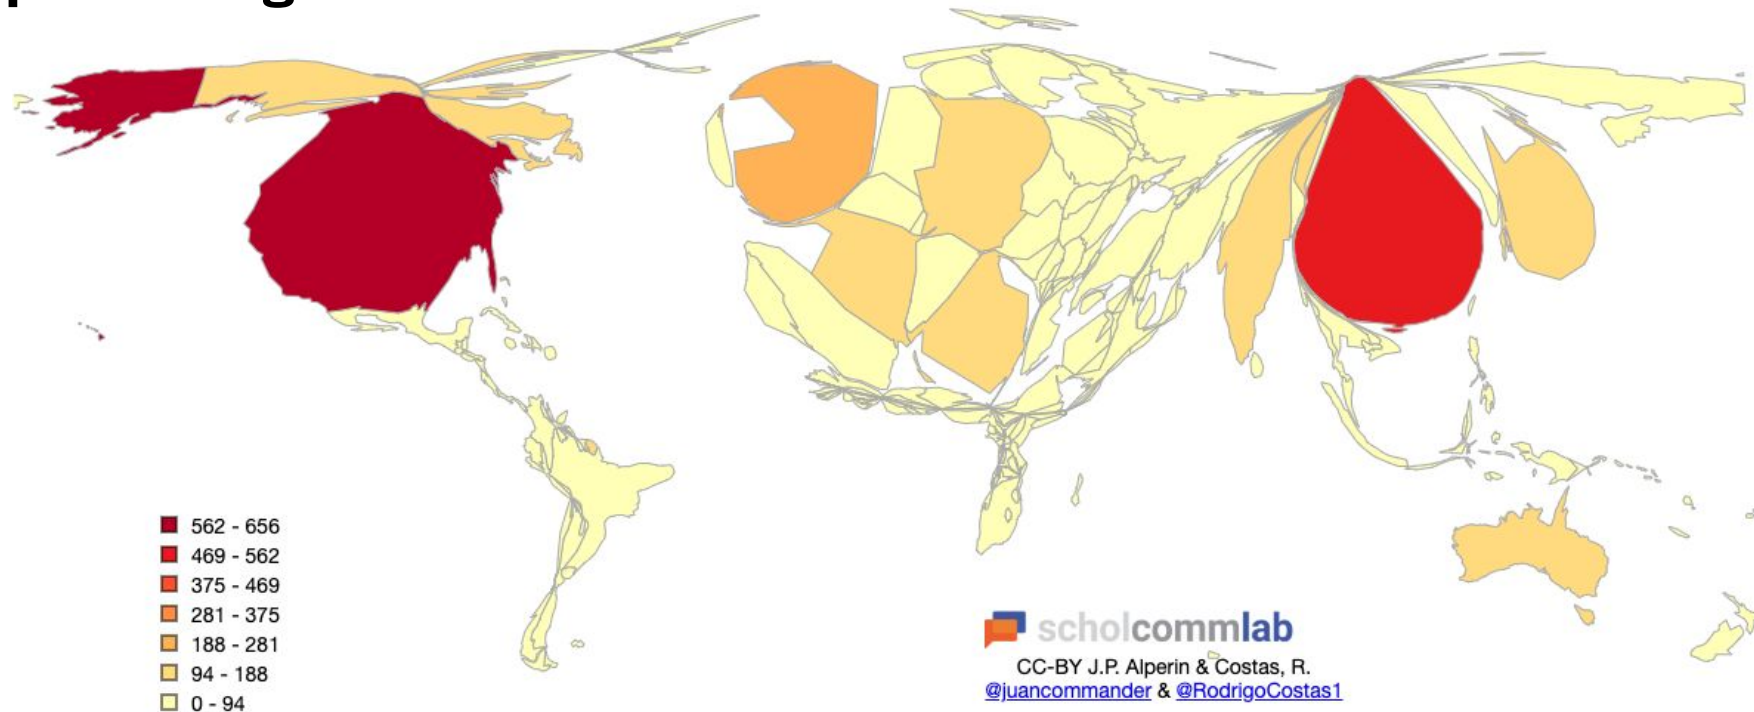 562 - 656
469 - 562
375 - 469
281 - 375
188 - 281
94 - 188
0 - 94
scholcommlab
CC-BY J.P. Alperin & Costas, R.
@juancommander & @RodrigoCostas1